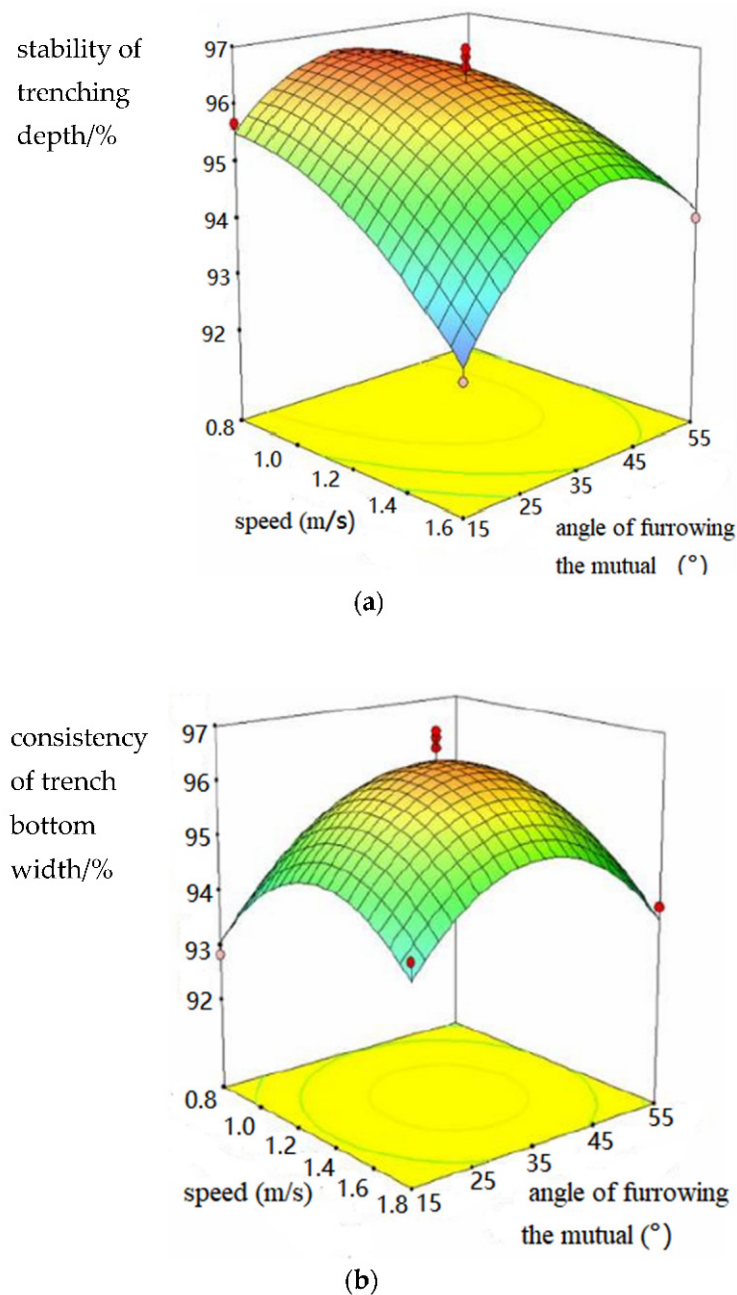 stability of
trenching
depth/%
97
96
95
94
93
92
0.8
1.0
1.2
1.4
1.6
speed (m/s)
15
25
35
45
55
angle of furrowing
the mutual (°)
(a)
consistency
of trench
bottom
width/%
97
96
95
94
93
92
0.8
1.0
1.2
1.4
1.6
1.8
speed (m/s)
15
25
35
45
55
angle of furrowing
the mutual (°)
(b)